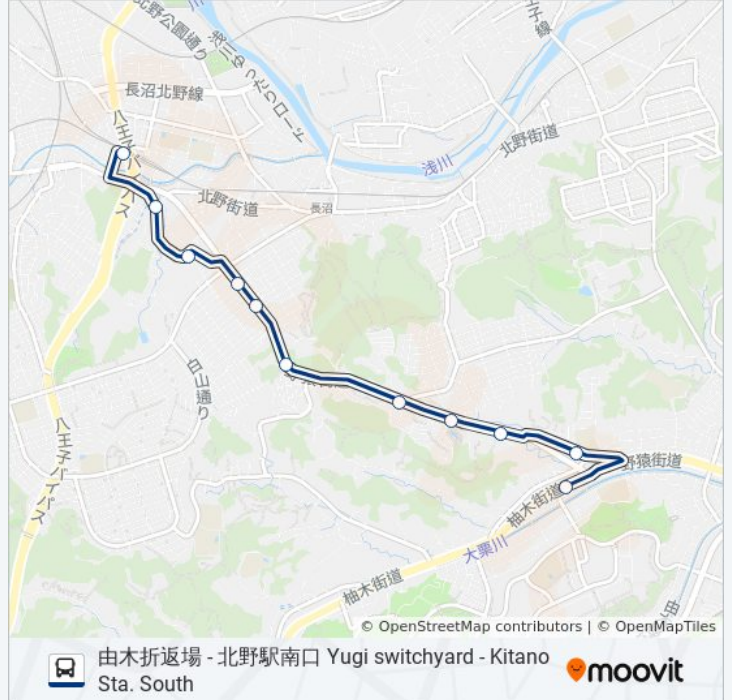 北野公園通り
川
浅川ゆったりロード
子線
長沼北野線
八王子バイパス
北野街道
浅川
北野街道
長沼
白山通り
八王子バイパス
野猿街道
柚木街道
大栗川
柚木街道
由
© OpenStreetMap contributors | © OpenMapTiles
由木折返場 - 北野駅南口 Yugi switchyard - Kitano
Sta. South
moovit